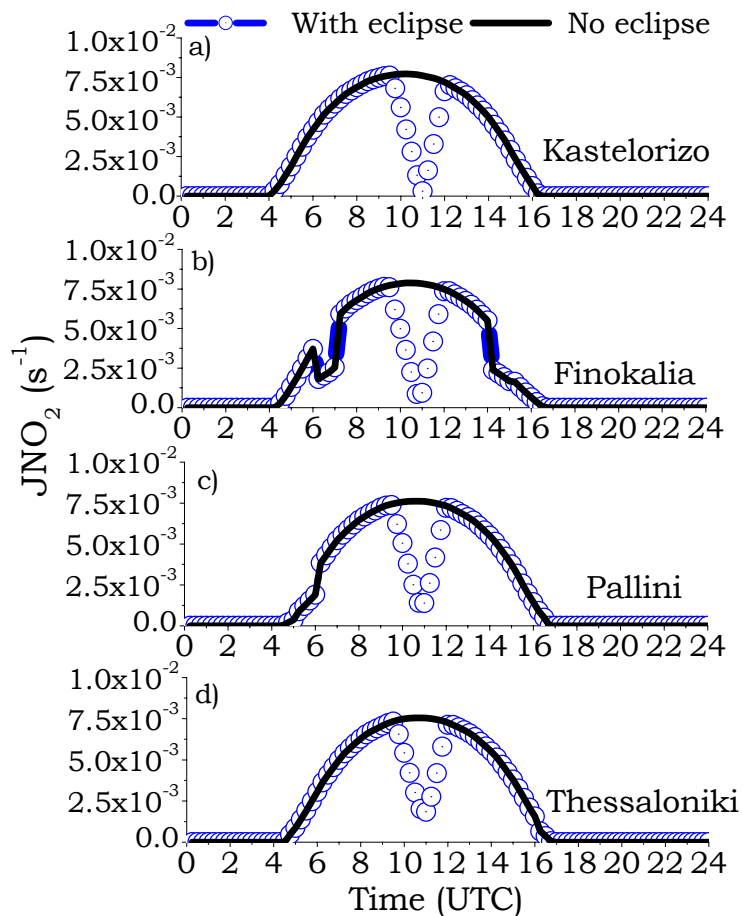 With eclipse No eclipse
a)
1.0x10⁻²
7.5x10⁻³
5.0x10⁻³
2.5x10⁻³
0.0
Kastelorizo
0 2 4 6 8 10 12 14 16 18 20 22 24
b)
1.0x10⁻²
7.5x10⁻³
5.0x10⁻³
2.5x10⁻³
0.0
Finokalia
0 2 4 6 8 10 12 14 16 18 20 22 24
JNO₂ (s⁻¹)
c)
1.0x10⁻²
7.5x10⁻³
5.0x10⁻³
2.5x10⁻³
0.0
Pallini
0 2 4 6 8 10 12 14 16 18 20 22 24
d)
1.0x10⁻²
7.5x10⁻³
5.0x10⁻³
2.5x10⁻³
0.0
Thessaloniki
0 2 4 6 8 10 12 14 16 18 20 22 24
Time (UTC)